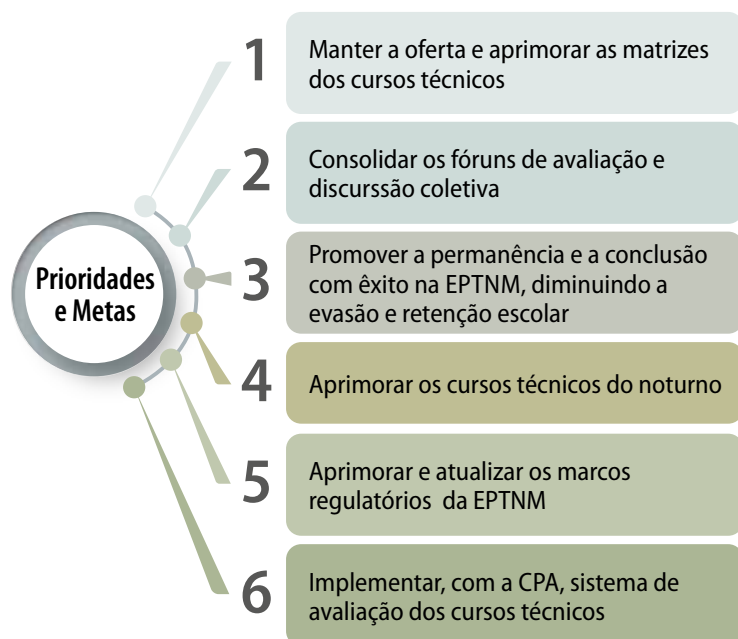 Prioridades
e Metas
1
Manter a oferta e aprimorar as matrizes
dos cursos técnicos
2
Consolidar os fóruns de avaliação e
discurssão coletiva
3
Promover a permanência e a conclusão
com êxito na EPTNM, diminuindo a
evasão e retenção escolar
4
Aprimorar os cursos técnicos do noturno
5
Aprimorar e atualizar os marcos
regulatórios da EPTNM
6
Implementar, com a CPA, sistema de
avaliação dos cursos técnicos